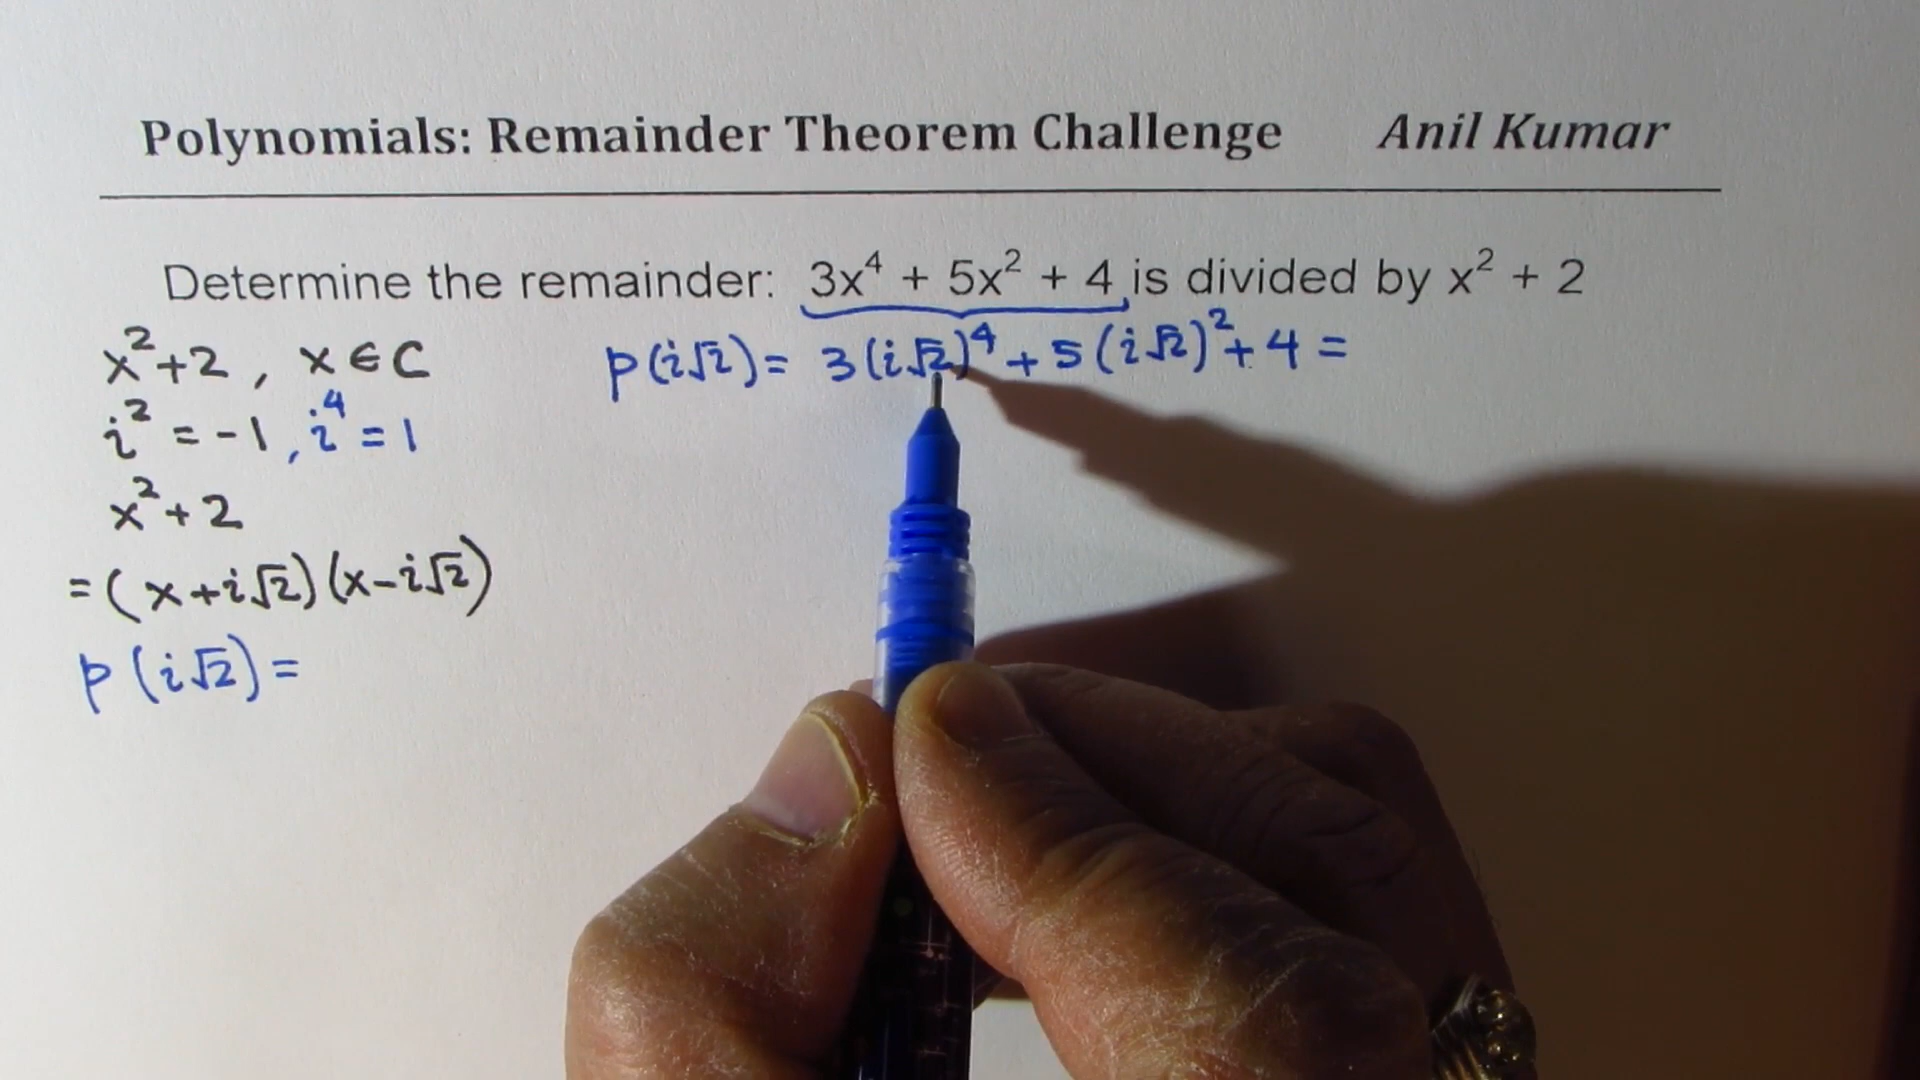 Polynomials: Remainder Theorem Challenge Anil Kumar
Determine the remainder: 3x⁴ + 5x² + 4 is divided by x² + 2
x²+2, x ∈ C
p(i√2) = 3(i√2)⁴ + 5(i√2)² + 4 =
i² = -1, i⁴ = 1
x²+2
= (x+i√2)(x-i√2)
p(i√2) =